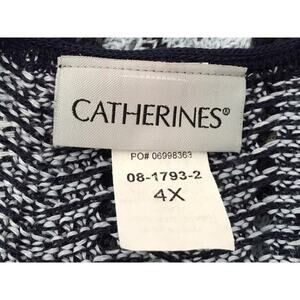 CATHERINES®
PO# 06998363
08-1793-2
4X